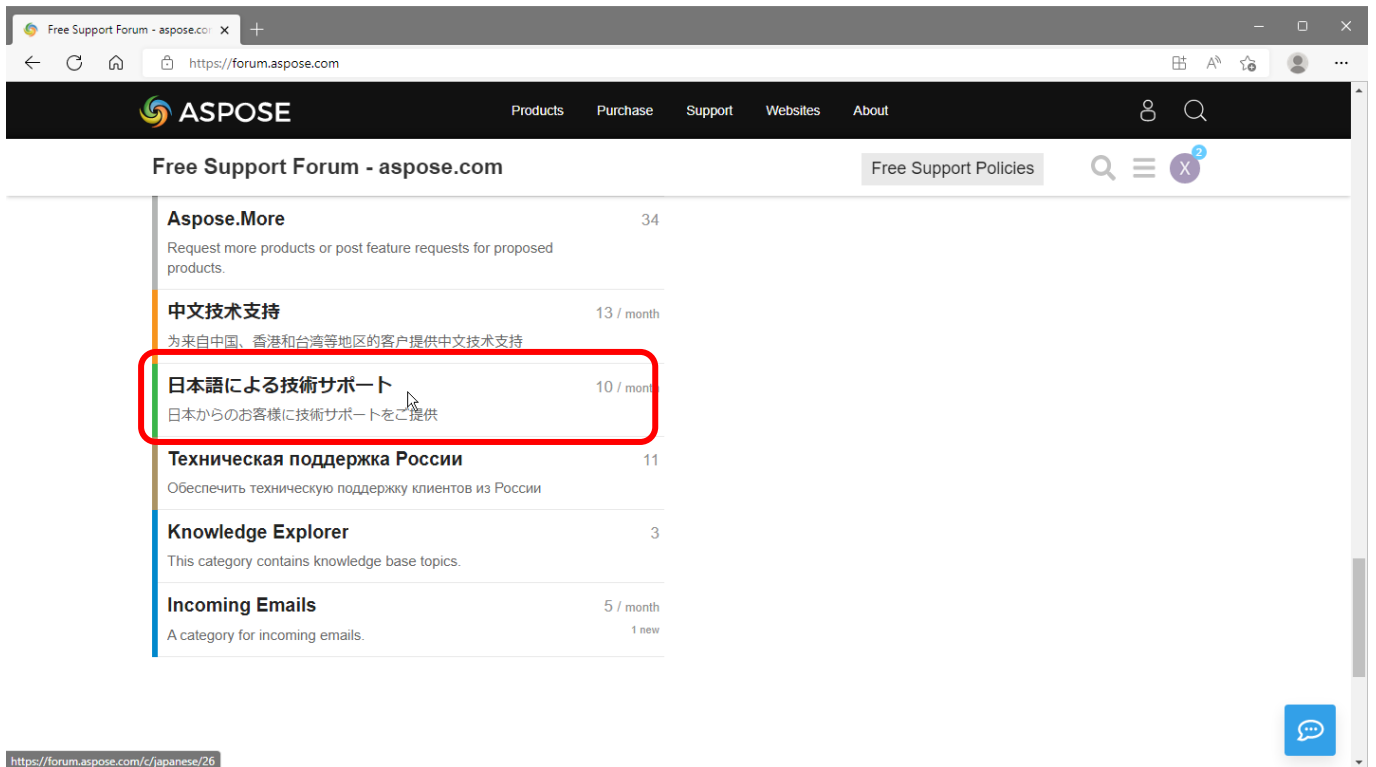 Free Support Forum - aspose.co
https://forum.aspose.com
ASPOSE
Products Purchase Support Websites About
Free Support Forum - aspose.com
Free Support Policies
2
X
Aspose.More
34
Request more products or post feature requests for proposed
products.
中文技术支持
13 / month
为来自中国、香港和台湾等地区的客户提供中文技术支持
日本語による技術サポート
10 / month
日本からのお客様に技術サポートをご提供
Техническая поддержка России
11
Обеспечить техническую поддержку клиентов из России
Knowledge Explorer
3
This category contains knowledge base topics.
Incoming Emails
5 / month
1 new
A category for incoming emails.
https://forum.aspose.com/c/japanese/26